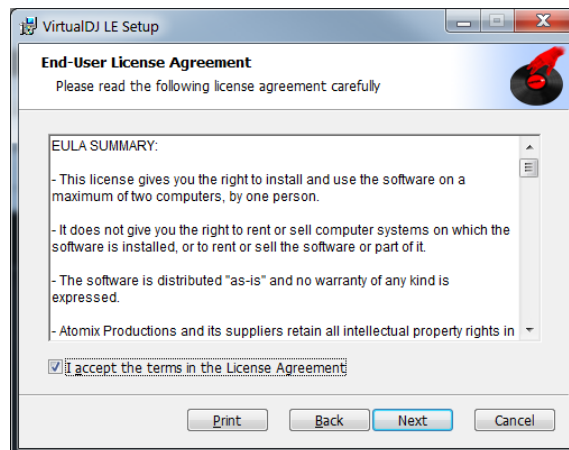 VirtualDJ LE Setup
End-User License Agreement
Please read the following license agreement carefully
EULA SUMMARY:
- This license gives you the right to install and use the software on a
maximum of two computers, by one person.
- It does not give you the right to rent or sell computer systems on which the
software is installed, or to rent or sell the software or part of it.
- The software is distributed "as-is" and no warranty of any kind is
expressed.
- Atomix Productions and its suppliers retain all intellectual property rights in
I accept the terms in the License Agreement
Print Back Next Cancel